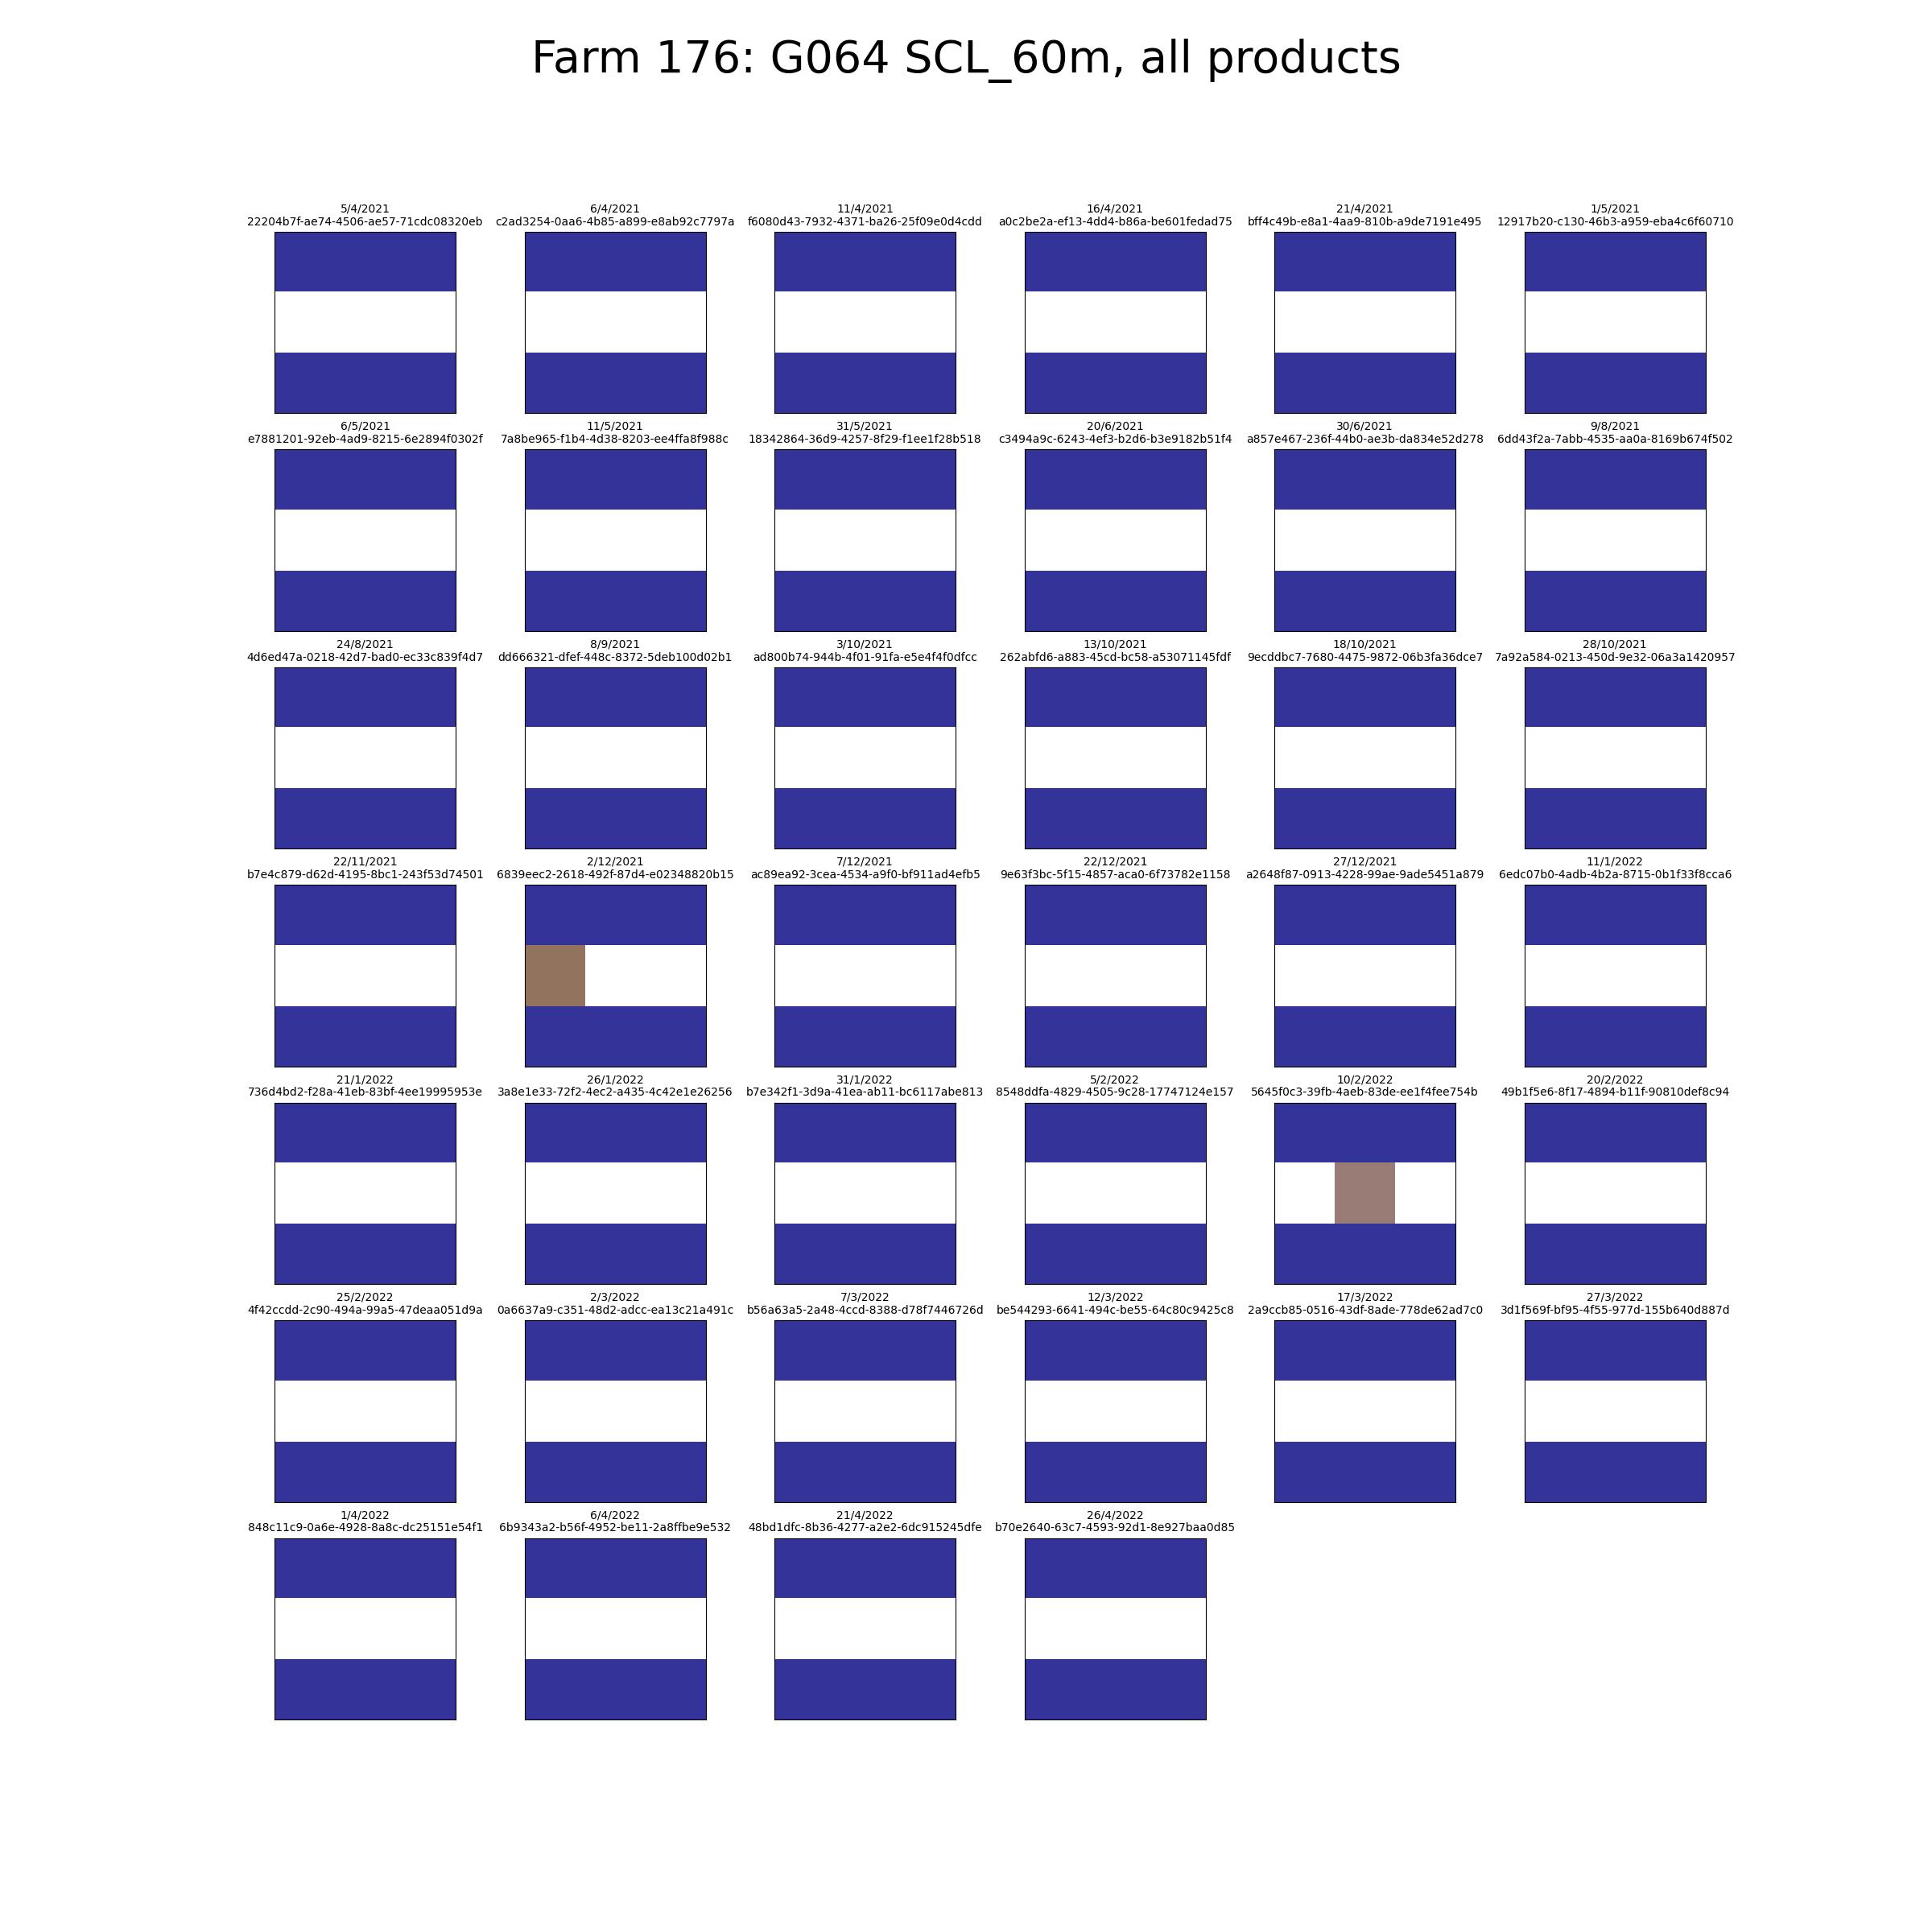 Farm 176: G064 SCL_60m, all products
5/4/2021
22204b7f-ae74-4506-ae57-71cdc08320eb
6/4/2021
c2ad3254-0aa6-4b85-a899-e8ab92c7797a
11/4/2021
f6080d43-7932-4371-ba26-25f09e0d4cdd
16/4/2021
a0c2be2a-ef13-4dd4-b86a-be601fedad75
21/4/2021
bff4c49b-e8a1-4aa9-810b-a9de7191e495
1/5/2021
12917b20-c130-46b3-a959-eba4c6f60710
6/5/2021
e7881201-92eb-4ad9-8215-6e2894f0302f
11/5/2021
7a8be965-f1b4-4d38-8203-ee4ffa8f988c
31/5/2021
18342864-36d9-4257-8f29-f1ee1f28b518
20/6/2021
c3494a9c-6243-4ef3-b2d6-b3e9182b51f4
30/6/2021
a857e467-236f-44b0-ae3b-da834e52d278
9/8/2021
6dd43f2a-7abb-4535-aa0a-8169b674f502
24/8/2021
4d6ed47a-0218-42d7-bad0-ec33c839f4d7
8/9/2021
dd666321-dfef-448c-8372-5deb100d02b1
3/10/2021
ad800b74-944b-4f01-91fa-e5e4f4f0dfcc
13/10/2021
262abfd6-a883-45cd-bc58-a53071145fdf
18/10/2021
9ecddbc7-7680-4475-9872-06b3fa36dce7
28/10/2021
7a92a584-0213-450d-9e32-06a3a1420957
22/11/2021
b7e4c879-d62d-4195-8bc1-243f53d74501
2/12/2021
6839eec2-2618-492f-87d4-e02348820b15
7/12/2021
ac89ea92-3cea-4534-a9f0-bf911ad4efb5
22/12/2021
9e63f3bc-5f15-4857-aca0-6f73782e1158
27/12/2021
a2648f87-0913-4228-99ae-9ade5451a879
11/1/2022
6edc07b0-4adb-4b2a-8715-0b1f33f8cca6
21/1/2022
736d4bd2-f28a-41eb-83bf-4ee19995953e
26/1/2022
3a8e1e33-72f2-4ec2-a435-4c42e1e26256
31/1/2022
b7e342f1-3d9a-41ea-ab11-bc6117abe813
5/2/2022
8548ddfa-4829-4505-9c28-17747124e157
10/2/2022
5645f0c3-39fb-4aeb-83de-ee1f4fee754b
20/2/2022
49b1f5e6-8f17-4894-b11f-90810def8c94
25/2/2022
4f42ccdd-2c90-494a-99a5-47deaa051d9a
2/3/2022
0a6637a9-c351-48d2-adcc-ea13c21a491c
7/3/2022
b56a63a5-2a48-4ccd-8388-d78f7446726d
12/3/2022
be544293-6641-494c-be55-64c80c9425c8
17/3/2022
2a9ccb85-0516-43df-8ade-778de62ad7c0
27/3/2022
3d1f569f-bf95-4f55-977d-155b640d887d
1/4/2022
848c11c9-0a6e-4928-8a8c-dc25151e54f1
6/4/2022
6b9343a2-b56f-4952-be11-2a8ffbe9e532
21/4/2022
48bd1dfc-8b36-4277-a2e2-6dc915245dfe
26/4/2022
b70e2640-63c7-4593-92d1-8e927baa0d85